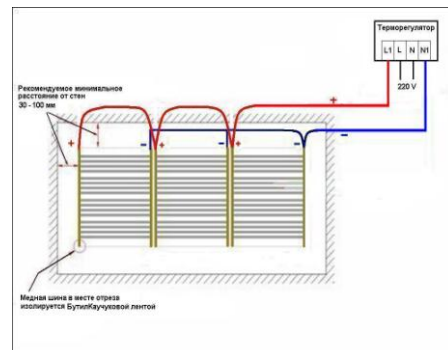 Терморегулятор
L1 L N N1
220 V
Рекомендуемое минимальное
расстояние от стен
30 - 100 мм
+
-
+ - + - + -
Медная шина в месте отреза
изолируется БутилКаучуковой лентой